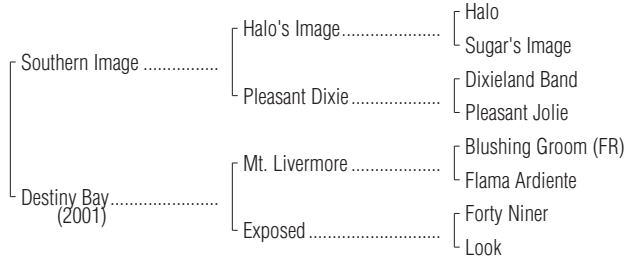 Halo
Halo's Image.....................
Sugar's Image
Southern Image ................
Dixieland Band
Pleasant Dixie ...................
Pleasant Jolie
Blushing Groom (FR)
Mt. Livermore ...................
Flama Ardiente
Destiny Bay.......................
(2001)
Forty Niner
Exposed............................
Look